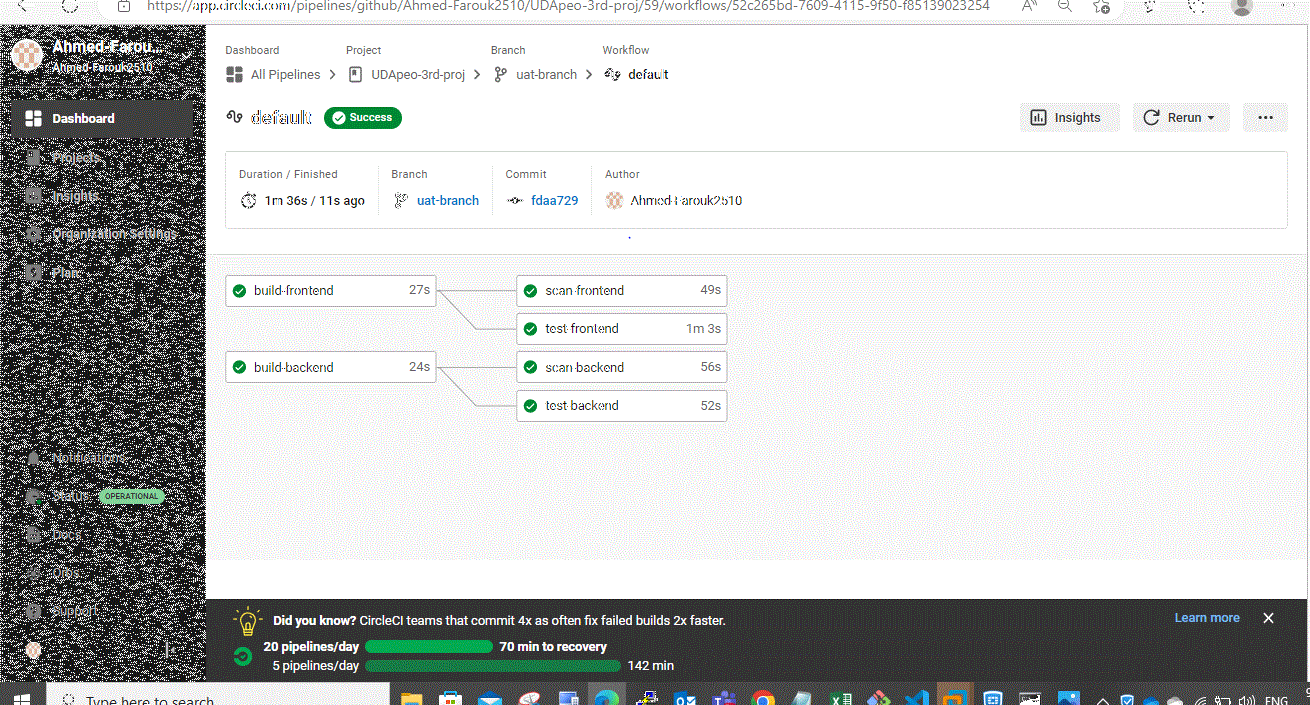 https://app.circleci.com/pipelines/github/Ahmed-Farouk2510/UDApeo-3rd-proj/59/workflows/52c265bd-7609-4115-9f50-f85139023254
Ahmed-Farou...
Ahmed-Farouk2510
Dashboard
Projects
Insights
Organization Settings
Plan
Notifications
Status OPERATIONAL
Docs
Orbs
Support
Dashboard Project Branch Workflow
All Pipelines UDApeo-3rd-proj uat-branch default
default Success Insights Rerun
Duration / Finished Branch Commit Author
1m 36s / 11s ago uat-branch fdaa729 Ahmed-Farouk2510
build-frontend 27s scan-frontend 49s
test-frontend 1m 3s
build-backend 24s scan-backend 56s
test-backend 52s
Did you know? CircleCI teams that commit 4x as often fix failed builds 2x faster. Learn more
20 pipelines/day 70 min to recovery
5 pipelines/day 142 min
Type here to search ENG